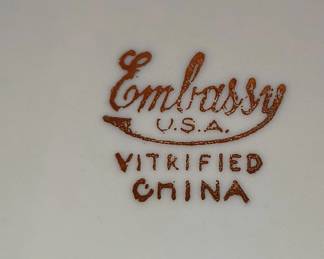 Embassy
U.S.A.
VITRIFIED
CHINA